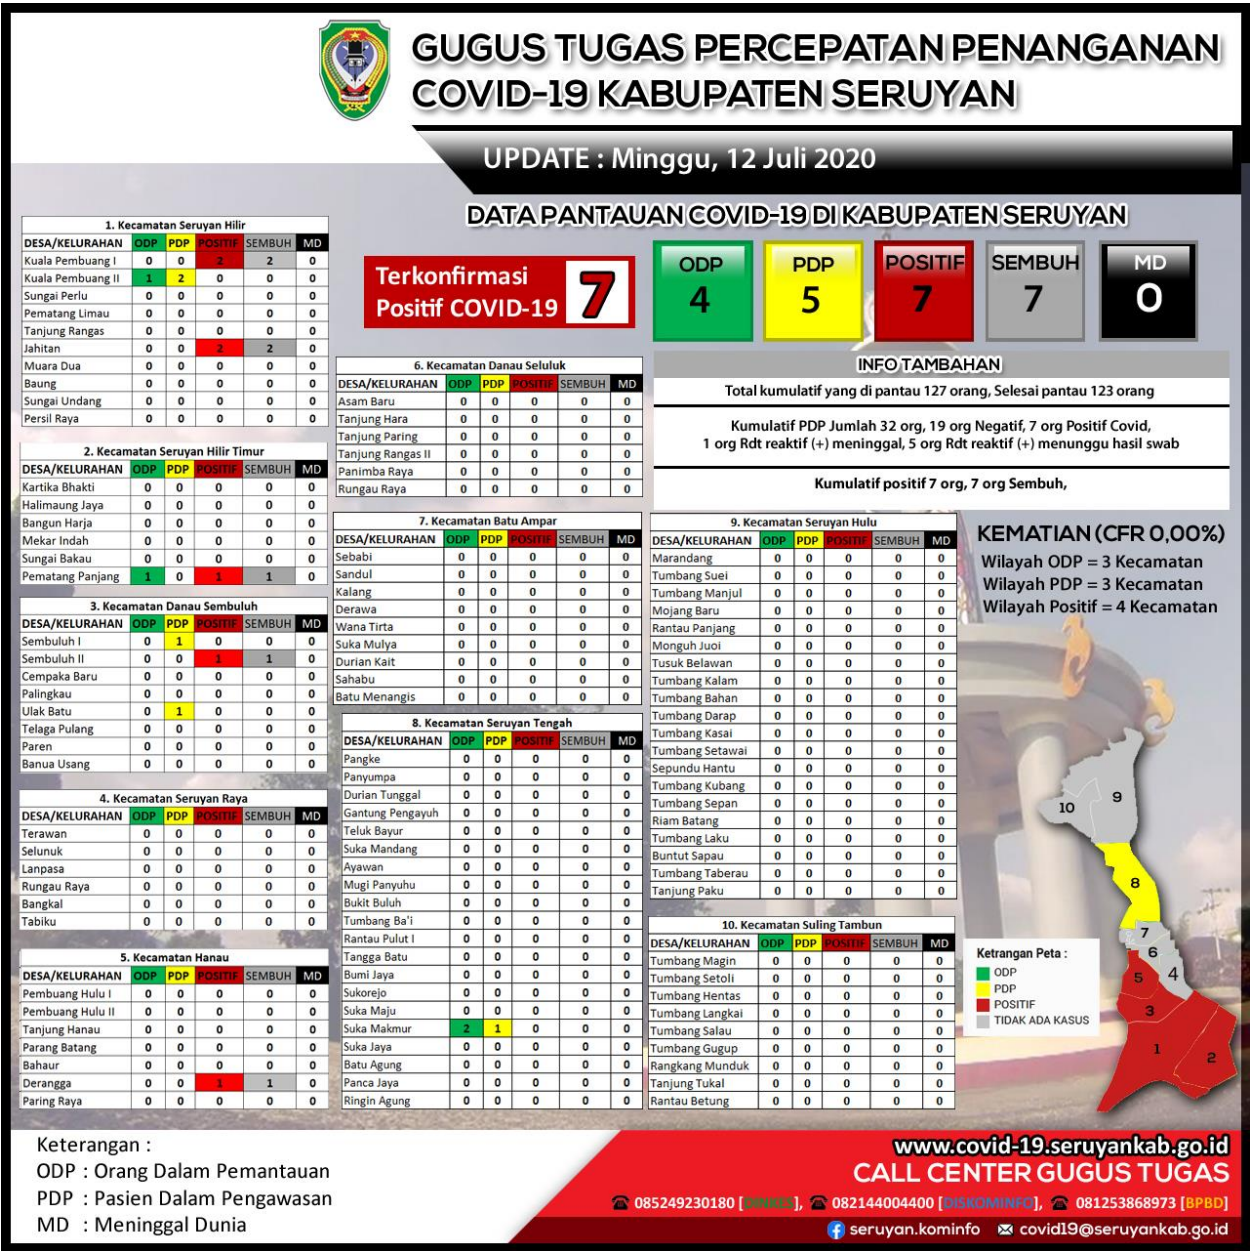 GUGUS TUGAS PERCEPATAN PENANGANAN
COVID-19 KABUPATEN SERUYAN
UPDATE : Minggu, 12 Juli 2020
DATA PANTAUAN COVID-19 DI KABUPATEN SERUYAN
Terkonfirmasi
Positif COVID-19 7
ODP PDP POSITIF SEMBUH MD
4 5 7 7 0
INFO TAMBAHAN
Total kumulatif yang di pantau 127 orang, Selesai pantau 123 orang
Kumulatif PDP Jumlah 32 org, 19 org Negatif, 7 org Positif Covid,
1 org Rdt reaktif (+) meninggal, 5 org Rdt reaktif (+) menunggu hasil swab
Kumulatif positif 7 org, 7 org Sembuh,
1. Kecamatan Seruyan Hilir
DESA/KELURAHAN ODP PDP POSITIF SEMBUH MD
Kuala Pembuang I 0 0 2 2 0
Kuala Pembuang II 1 2 0 0 0
Sungai Perlu 0 0 0 0 0
Pematang Limau 0 0 0 0 0
Tanjung Rangas 0 0 0 0 0
Jahitan 0 0 2 2 0
Muara Dua 0 0 0 0 0
Baung 0 0 0 0 0
Sungai Undang 0 0 0 0 0
Persil Raya 0 0 0 0 0
2. Kecamatan Seruyan Hilir Timur
DESA/KELURAHAN ODP PDP POSITIF SEMBUH MD
Kartika Bhakti 0 0 0 0 0
Halimaung Jaya 0 0 0 0 0
Bangun Harja 0 0 0 0 0
Mekar Indah 0 0 0 0 0
Sungai Bakau 0 0 0 0
Pematang Panjang 1 0 1 1 0
3. Kecamatan Danau Sembuluh
DESA/KELURAHAN ODP PDP POSITIF SEMBUH MD
Sembuluh I 0 1 0 0 0
Sembuluh II 0 0 1 1 0
Cempaka Baru 0 0 0 0 0
Palingkau 0 0 0 0 0
Ulak Batu 0 1 0 0 0
Telaga Pulang 0 0 0 0 0
Paren 0 0 0 0 0
Banua Usang 0 0 0 0 0
4. Kecamatan Seruyan Raya
DESA/KELURAHAN ODP PDP POSITIF SEMBUH MD
Terawan 0 0 0 0 0
Selunuk 0 0 0 0 0
Lanpasa 0 0 0 0 0
Rungau Raya 0 0 0 0 0
Bangkal 0 0 0 0 0
Tabiku 0 0 0 0 0
5. Kecamatan Hanau
DESA/KELURAHAN ODP PDP POSITIF SEMBUH MD
Pembuang Hulu I 0 0 0 0 0
Pembuang Hulu II 0 0 0 0 0
Tanjung Hanau 0 0 0 0 0
Parang Batang 0 0 0 0 0
Bahaur 0 0 0 0 0
Derangga 0 0 1 1 0
Paring Raya 0 0 0 0 0
6. Kecamatan Danau Seluluk
DESA/KELURAHAN ODP PDP POSITIF SEMBUH MD
Asam Baru 0 0 0 0 0
Tanjung Hara 0 0 0 0 0
Tanjung Paring 0 0 0 0 0
Tanjung Rangas II 0 0 0 0 0
Panimba Raya 0 0 0 0 0
Rungau Raya 0 0 0 0 0
7. Kecamatan Batu Ampar
DESA/KELURAHAN ODP PDP POSITIF SEMBUH MD
Sebabi 0 0 0 0 0
Sandul 0 0 0 0 0
Kalang 0 0 0 0 0
Derawa 0 0 0 0 0
Wana Tirta 0 0 0 0 0
Suka Mulya 0 0 0 0 0
Durian Kait 0 0 0 0 0
Sahabu 0 0 0 0 0
Batu Menangis 0 0 0 0 0
8. Kecamatan Seruyan Tengah
DESA/KELURAHAN ODP PDP POSITIF SEMBUH MD
Pangke 0 0 0 0 0
Panyumpa 0 0 0 0 0
Durian Tunggal 0 0 0 0 0
Gantung Pengayuh 0 0 0 0 0
Teluk Bayur 0 0 0 0 0
Suka Mandang 0 0 0 0 0
Ayawan 0 0 0 0 0
Mugi Panyuhu 0 0 0 0 0
Bukit Buluh 0 0 0 0 0
Tumbang Ba'i 0 0 0 0 0
Rantau Pulut I 0 0 0 0 0
Tangga Batu 0 0 0 0 0
Bumi Jaya 0 0 0 0 0
Sukorejo 0 0 0 0 0
Suka Maju 0 0 0 0 0
Suka Makmur 2 1 0 0 0
Suka Jaya 0 0 0 0 0
Batu Agung 0 0 0 0 0
Panca Jaya 0 0 0 0 0
Ringin Agung 0 0 0 0 0
9. Kecamatan Seruyan Hulu
DESA/KELURAHAN ODP PDP POSITIF SEMBUH MD
Marandang 0 0 0 0 0
Tumbang Suei 0 0 0 0 0
Tumbang Manjul 0 0 0 0 0
Mojang Baru 0 0 0 0 0
Rantau Panjang 0 0 0 0 0
Monguh Juoi 0 0 0 0 0
Tusuk Belawan 0 0 0 0 0
Tumbang Kalam 0 0 0 0 0
Tumbang Bahan 0 0 0 0 0
Tumbang Darap 0 0 0 0 0
Tumbang Kasai 0 0 0 0 0
Tumbang Setawai 0 0 0 0 0
Sepundu Hantu 0 0 0 0 0
Tumbang Kubang 0 0 0 0 0
Tumbang Sepan 0 0 0 0 0
Riam Batang 0 0 0 0 0
Tumbang Laku 0 0 0 0 0
Buntut Sapau 0 0 0 0 0
Tumbang Taberau 0 0 0 0 0
Tanjung Paku 0 0 0 0 0
10. Kecamatan Suling Tambun
DESA/KELURAHAN ODP PDP POSITIF SEMBUH MD
Tumbang Magin 0 0 0 0 0
Tumbang Setoli 0 0 0 0 0
Tumbang Hentas 0 0 0 0 0
Tumbang Langkai 0 0 0 0 0
Tumbang Salau 0 0 0 0 0
Tumbang Gugup 0 0 0 0 0
Rangkang Munduk 0 0 0 0 0
Tanjung Tukal 0 0 0 0 0
Rantau Betung 0 0 0 0 0
KEMATIAN (CFR 0,00%)
Wilayah ODP = 3 Kecamatan
Wilayah PDP = 3 Kecamatan
Wilayah Positif = 4 Kecamatan
9
10
8
7
6
5
4
3
1
2
Ketrangan Peta :
ODP
PDP
POSITIF
TIDAK ADA KASUS
Keterangan :
ODP : Orang Dalam Pemantauan
PDP : Pasien Dalam Pengawasan
MD : Meninggal Dunia
www.covid-19.seruyankab.go.id
CALL CENTER GUGUS TUGAS
085249230180 [DINKES], 082144004400 [DISKOMINFO], 081253868973 [BPBD]
seruyan.kominfo covid19@seruyankab.go.id